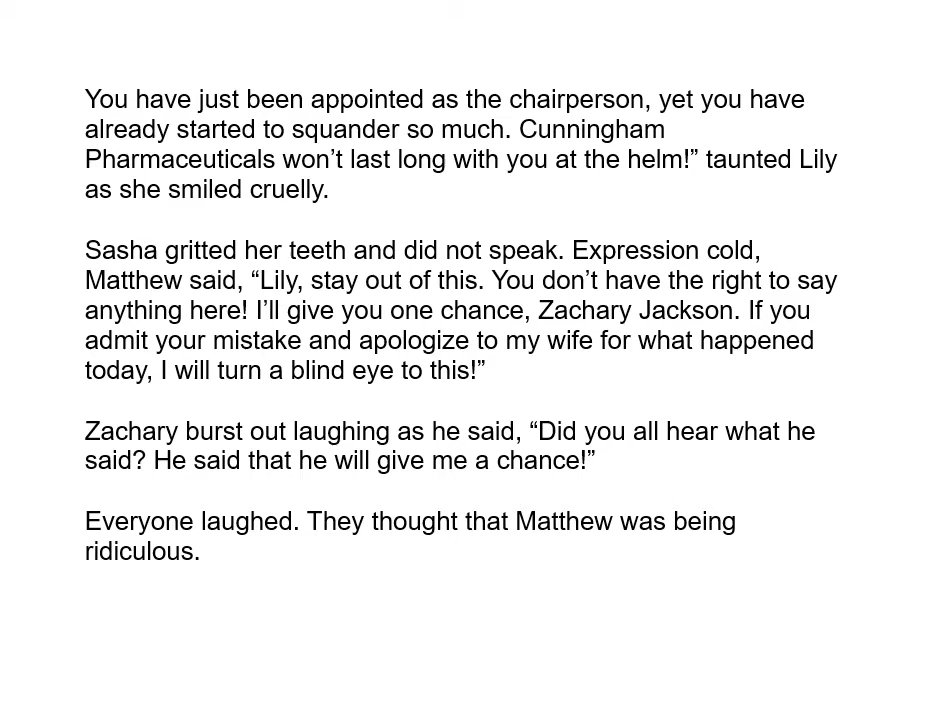 You have just been appointed as the chairperson, yet you have
already started to squander so much. Cunningham
Pharmaceuticals won’t last long with you at the helm!” taunted Lily
as she smiled cruelly.
Sasha gritted her teeth and did not speak. Expression cold,
Matthew said, “Lily, stay out of this. You don’t have the right to say
anything here! I’ll give you one chance, Zachary Jackson. If you
admit your mistake and apologize to my wife for what happened
today, I will turn a blind eye to this!”
Zachary burst out laughing as he said, “Did you all hear what he
said? He said that he will give me a chance!”
Everyone laughed. They thought that Matthew was being
ridiculous.